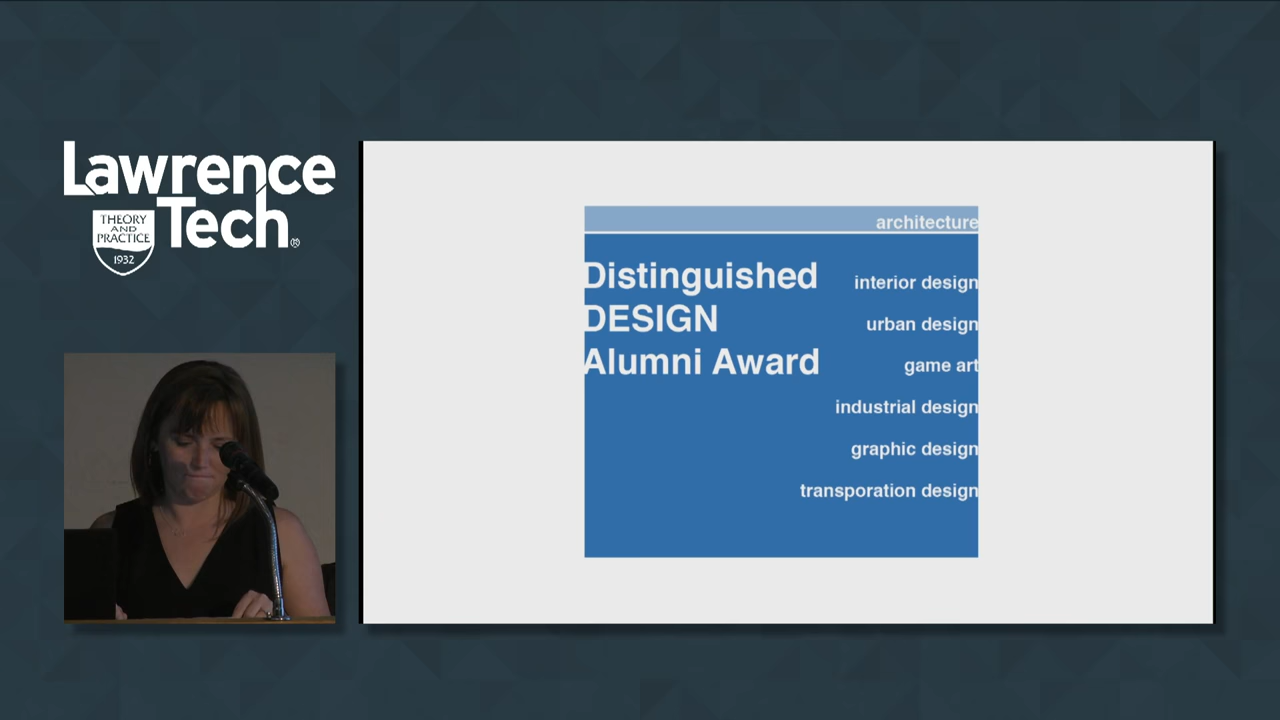 Lawrence
Tech®
THEORY
AND
PRACTICE
1932
architecture
Distinguished
DESIGN
Alumni Award
interior design
urban design
game art
industrial design
graphic design
transporation design